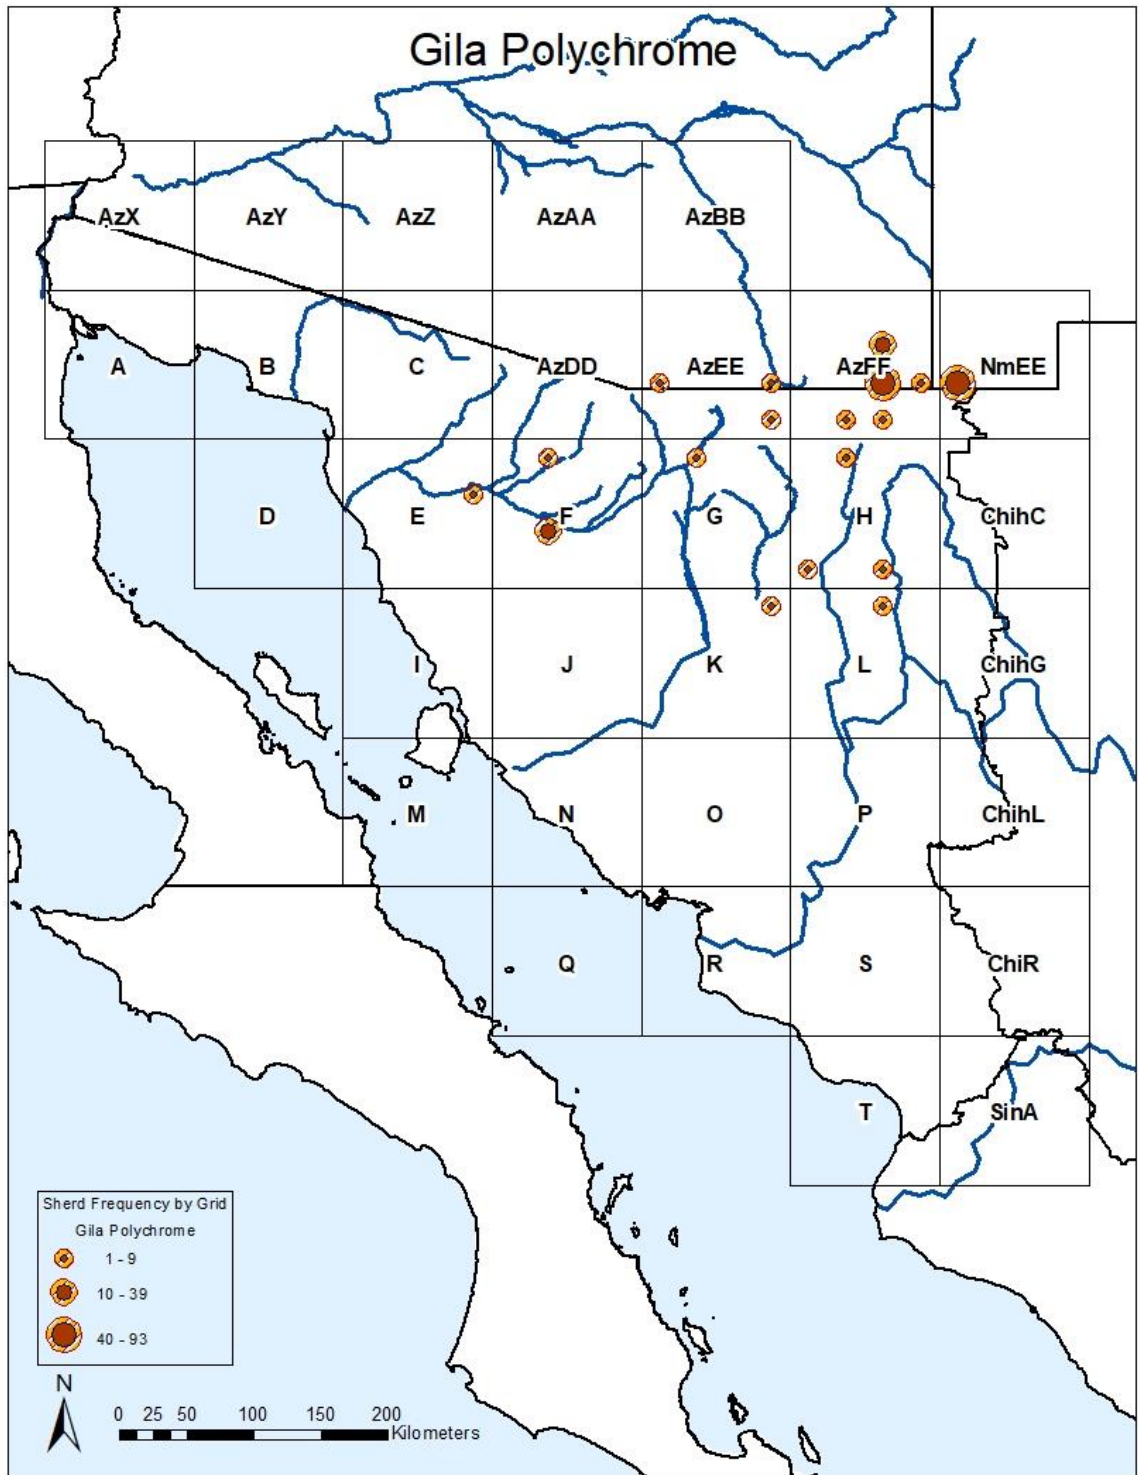 Gila Polychrome
AzX AzY AzZ AzAA AzBB
A B C AzDD AzEE AzFF NmEE
D E F G H ChihC
I J K L ChihG
M N O P ChihL
Q R S ChiR
T SinA
Sherd Frequency by Grid
Gila Polychrome
1 - 9
10 - 39
40 - 93
N
0 25 50 100 150 200
Kilometers